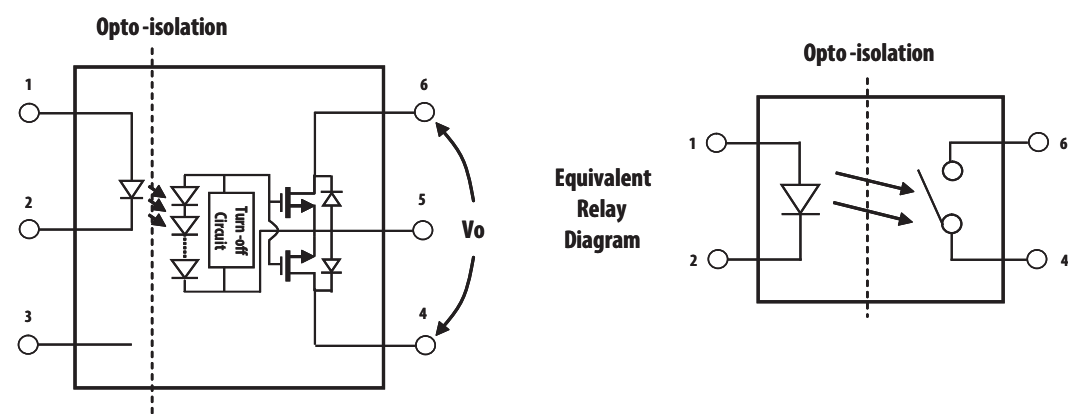 Opto -isolation
1
2
3
Turn -off
Circuit
6
5
4
Vo
Equivalent
Relay
Diagram
Opto -isolation
1
2
6
4